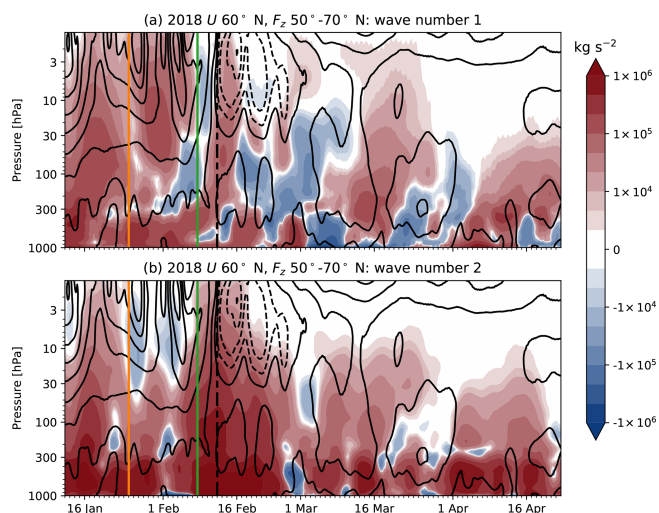 (a) 2018 U 60° N, Fz 50°-70° N: wave number 1
kg s⁻²
Pressure [hPa]
3
10
30
100
300
1000
1 × 10⁶
1 × 10⁵
1 × 10⁴
0
-1 × 10⁴
-1 × 10⁵
-1 × 10⁶
(b) 2018 U 60° N, Fz 50°-70° N: wave number 2
Pressure [hPa]
3
10
30
100
300
1000
16 Jan 1 Feb 16 Feb 1 Mar 16 Mar 1 Apr 16 Apr